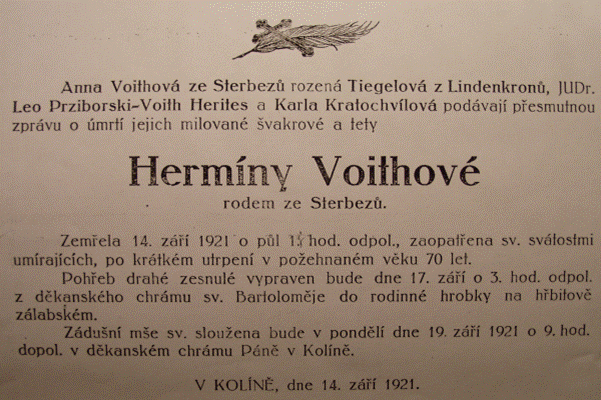 Anna Voithová ze Sterbezů rozená Tiegelová z Lindenkronů, JUDr.
Leo Prziborski-Voith Herites a Karla Kratochvílová podávají přesmutnou
zprávu o úmrtí jejich milované švakrové a tety
Hermíny Voithové
rodem ze Sterbezů.
Zemřela 14. září 1921 o půl hod. odpol., zaopatřena sv. svátostmi
umírajících, po krátkém utrpení v požehnaném věku 70 let.
Pohřeb drahé zesnulé vypraven bude dne 17. září o 3. hod. odpol.
z děkanského chrámu sv. Bartoloměje do rodinné hrobky na hřbitově
zálabském.
Zádušní mše sv. sloužena bude v pondělí dne 19. září 1921 o 9. hod.
dopol. v děkanském chrámu Páně v Kolíně.
V KOLÍNĚ, dne 14. září 1921.